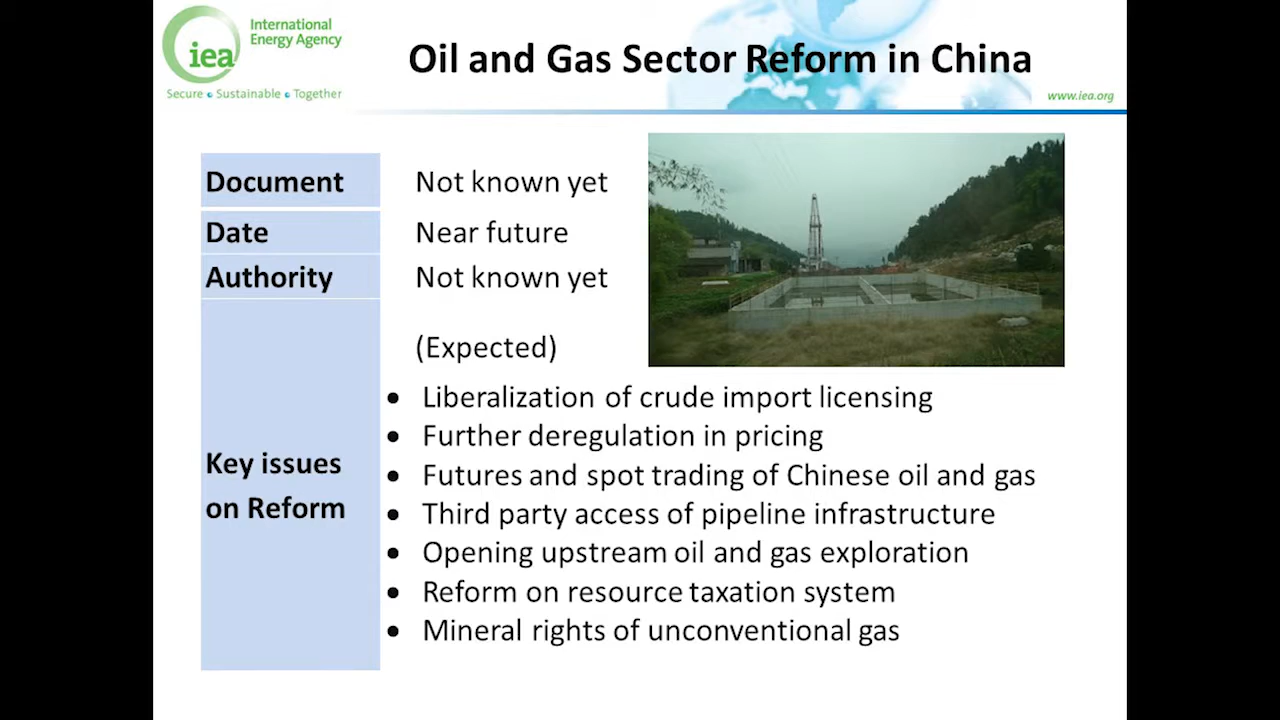 iea
International
Energy Agency
Secure • Sustainable • Together
Oil and Gas Sector Reform in China
www.iea.org
Document
Not known yet
Date
Near future
Authority
Not known yet
Key issues
on Reform
(Expected)
• Liberalization of crude import licensing
• Further deregulation in pricing
• Futures and spot trading of Chinese oil and gas
• Third party access of pipeline infrastructure
• Opening upstream oil and gas exploration
• Reform on resource taxation system
• Mineral rights of unconventional gas